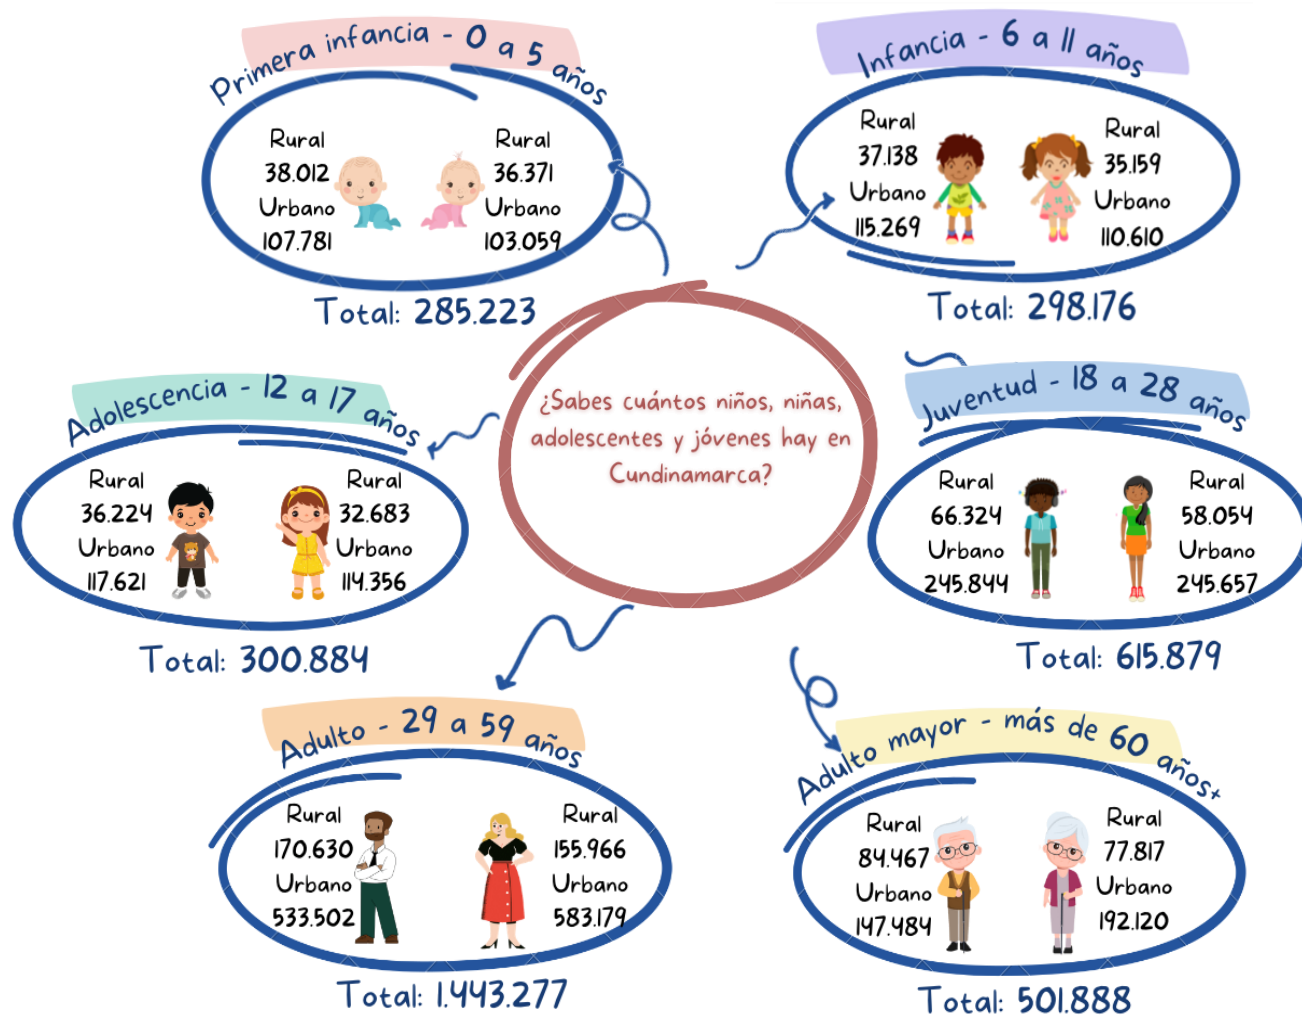 Primera infancia - 0 a 5 años
Rural
38.012
Urbano
107.781
Rural
36.371
Urbano
103.059
Total: 285.223
Infancia - 6 a 11 años
Rural
37.138
Urbano
115.269
Rural
35.159
Urbano
110.610
Total: 298.176
¿Sabes cuántos niños, niñas,
adolescentes y jóvenes hay en
Cundinamarca?
Adolescencia - 12 a 17 años
Rural
36.224
Urbano
117.621
Rural
32.683
Urbano
114.356
Total: 300.884
Juventud - 18 a 28 años
Rural
66.324
Urbano
245.844
Rural
58.054
Urbano
245.657
Total: 615.879
Adulto - 29 a 59 años
Rural
170.630
Urbano
533.502
Rural
155.966
Urbano
583.179
Total: 1.443.277
Adulto mayor - más de 60 años+
Rural
84.467
Urbano
147.484
Rural
77.817
Urbano
192.120
Total: 501.888